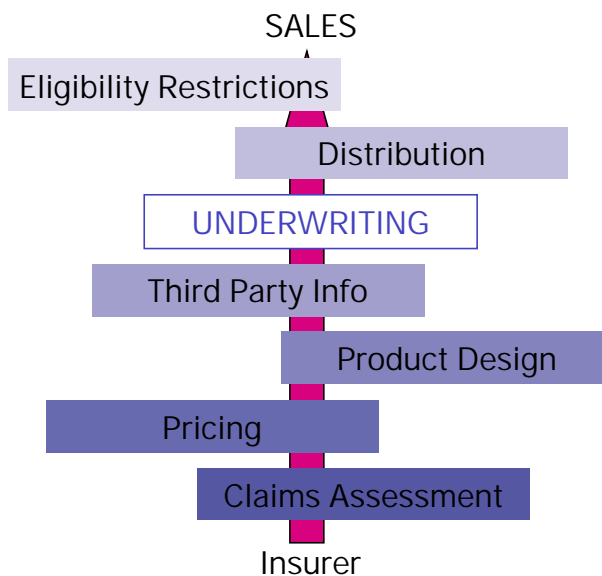 SALES
Eligibility Restrictions
Distribution
UNDERWRITING
Third Party Info
Product Design
Pricing
Claims Assessment
Insurer